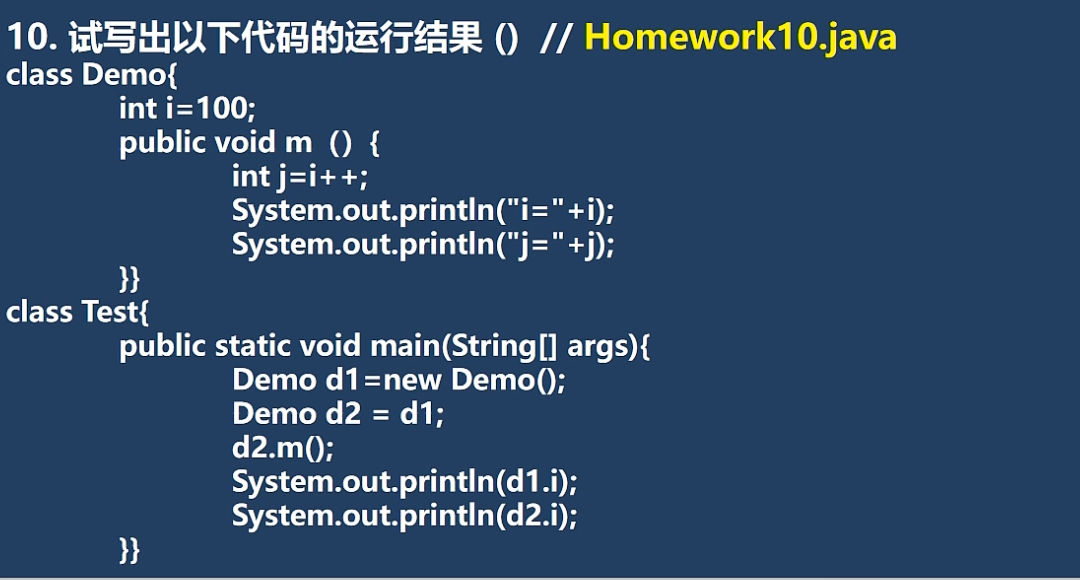 10. 试写出以下代码的运行结果 ()  // Homework10.java
class Demo{
int i=100;
public void m（）{
int j=i++;
System.out.println("i="+i);
System.out.println("j="+j);
}}
class Test{
public static void main(String[] args){
Demo d1=new Demo();
Demo d2 = d1;
d2.m();
System.out.println(d1.i);
System.out.println(d2.i);
}}